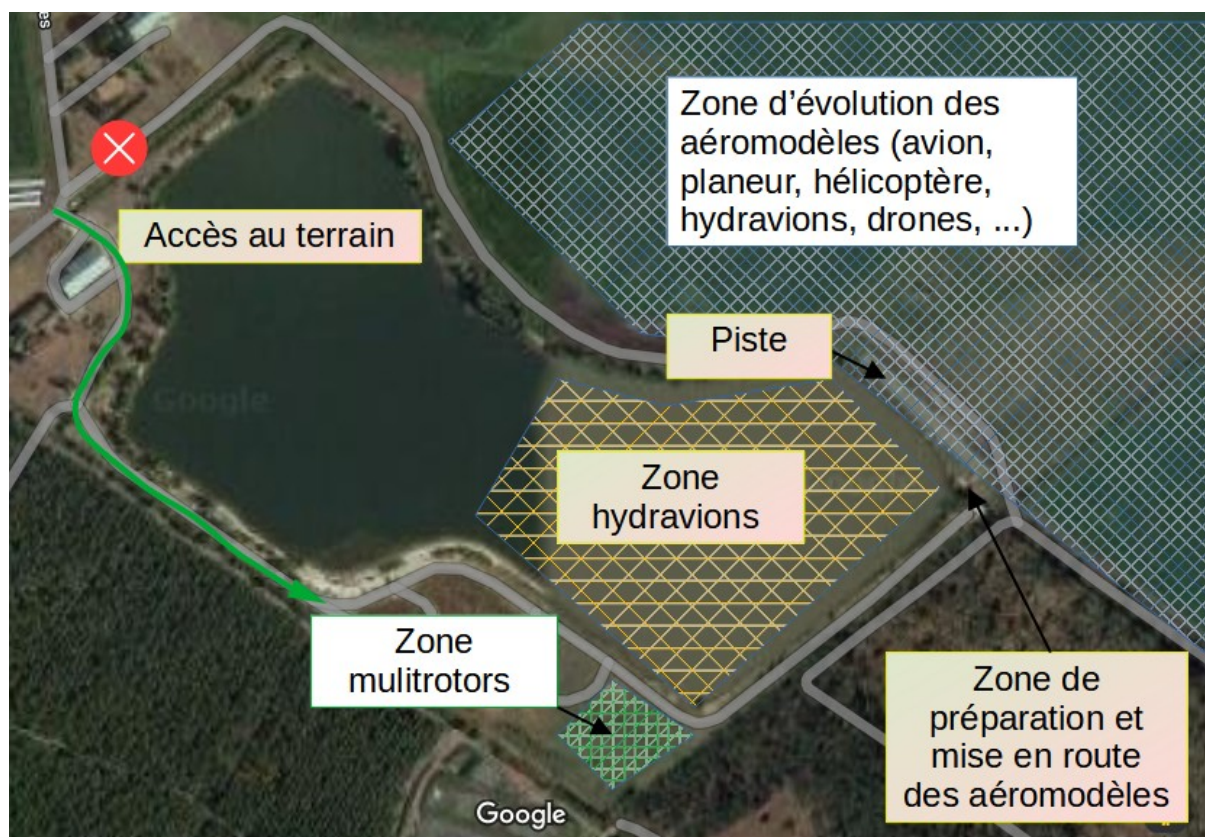 es
Zone d’évolution des
aéromodèles (avion,
planeur, hélicoptère,
hydravions, drones, ...)
Accès au terrain
Piste
Google
Zone
hydravions
Zone
mulitrotors
Zone de
préparation et
mise en route
des aéromodèles
Google